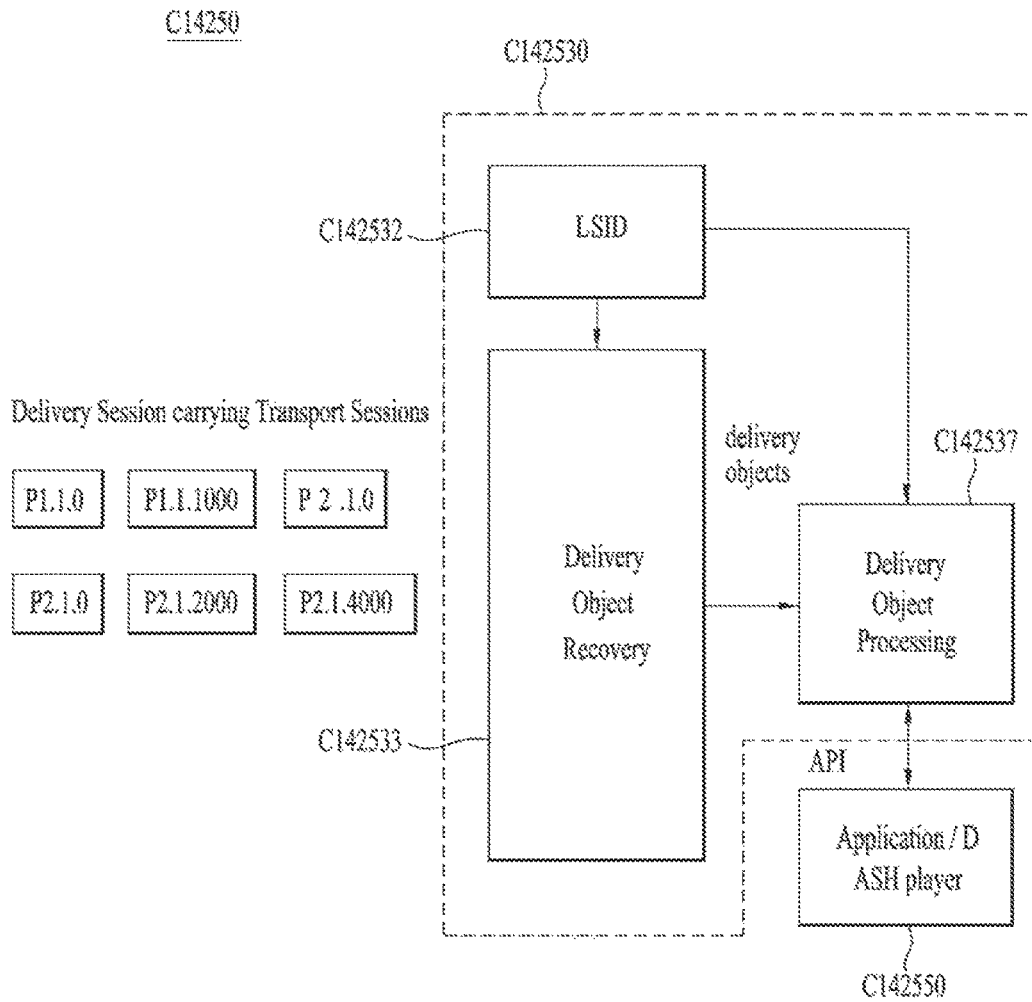 C14250
C142530
C142532
LSID
Delivery Session carrying Transport Sessions
delivery
objects
C142537
P1.1.0
P1.1.1000
P 2 .1.0
P2.1.0
P2.1.2000
P2.1.4000
Delivery
Object
Recovery
Delivery
Object
Processing
C142533
API
Application / D
ASH player
C142550